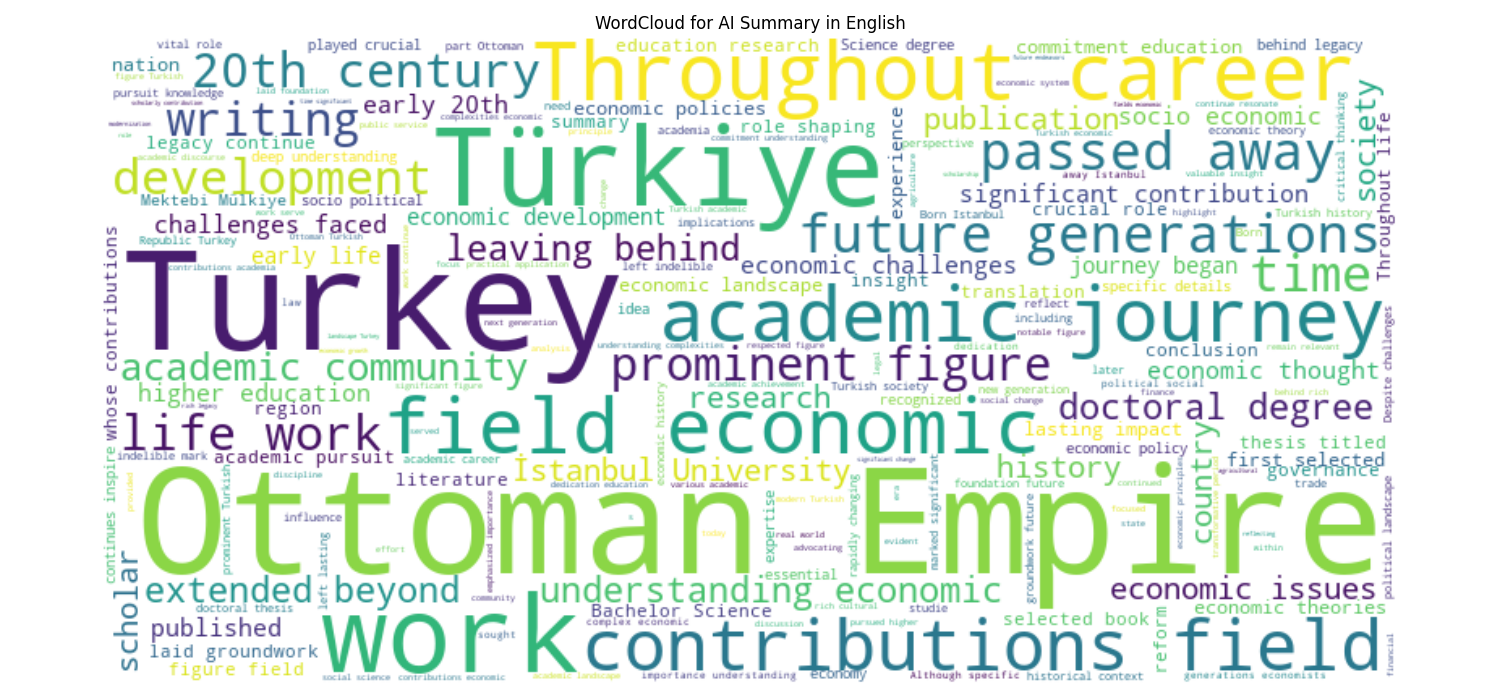 WordCloud for AI Summary in English
vital role
played crucial
part Ottoman
Throughout career
education research
Science degree
commitment education
behind legacy
nation
20th century
figure Turkish
pursuit knowledge
laid foundation
scholarly contribution
time significant
economic system
future endeavors
writing
early 20th
need
economic policies
fields economic
continue resonate
society
modernization
role
public service
complexities economic
summary
principle
academia
role shaping
commitment understanding
experience
publication
socio economic
Turkish economic
economic theory
critical thinking
Throughout life
legacy continue
academic discourse
deep understanding
Türkiye
perspective
agriculture
scholarship
passed away
away Istanbul
valuable insight
development
Mektebi Mülkiye
socio political
work serve
change
significant contribution
challenges faced
economic development
Turkish academic
implications
Born Istanbul
crucial role
highlight
Turkish history
Republic Turkey
Ottoman Turkish
future generations
Born
early life
work continue
leaving behind
contributions academia
focus practical application
left indelible
economic challenges
journey began
time
whose contributions
Turkey
law
economic landscape
insight
translation
specific details
idea
academic journey
reflect
including
notable figure
next generation
landscape Turkey
economic growth
analysis
understanding complexities
respected figure
dedication
conclusion
remain relevant
Despite challenges
academic community
prominent figure
legal
later
economic thought
significant figure
academic achievement
Turkish society
new generation
political social
higher education
rich legacy
region
economic history
research
recognized
social change
finance
behind rich
doctoral degree
life work
served
field economic
lasting impact
economic policy
country
thesis titled
indelible mark
academic pursuit
academic career
significant change
first selected
İstanbul University
history
agricultural
governance
continues inspire
provided
prominent Turkish
discipline
literature
dedication education
various academic
marked significant
foundation future
continued
economic principles
transformative period
trade
political landscape
Ottoman Empire
influence
emphasized importance
modern Turkish
expertise
rapidly changing
era
groundwork future
focused
state
effort
today
real world
advocating
evident
reflecting
within
scholar
extended beyond
left lasting
essential
understanding economic
economic issues
doctoral thesis
community
Bachelor Science
rich cultural
studie
economic theories
published
work
sought
complex economic
discussion
pursued higher
selected book
reform
laid groundwork
contributions field
financial
figure field
social science
contributions economic
academic landscape
importance understanding
economy
Although specific
historical context
generations economists